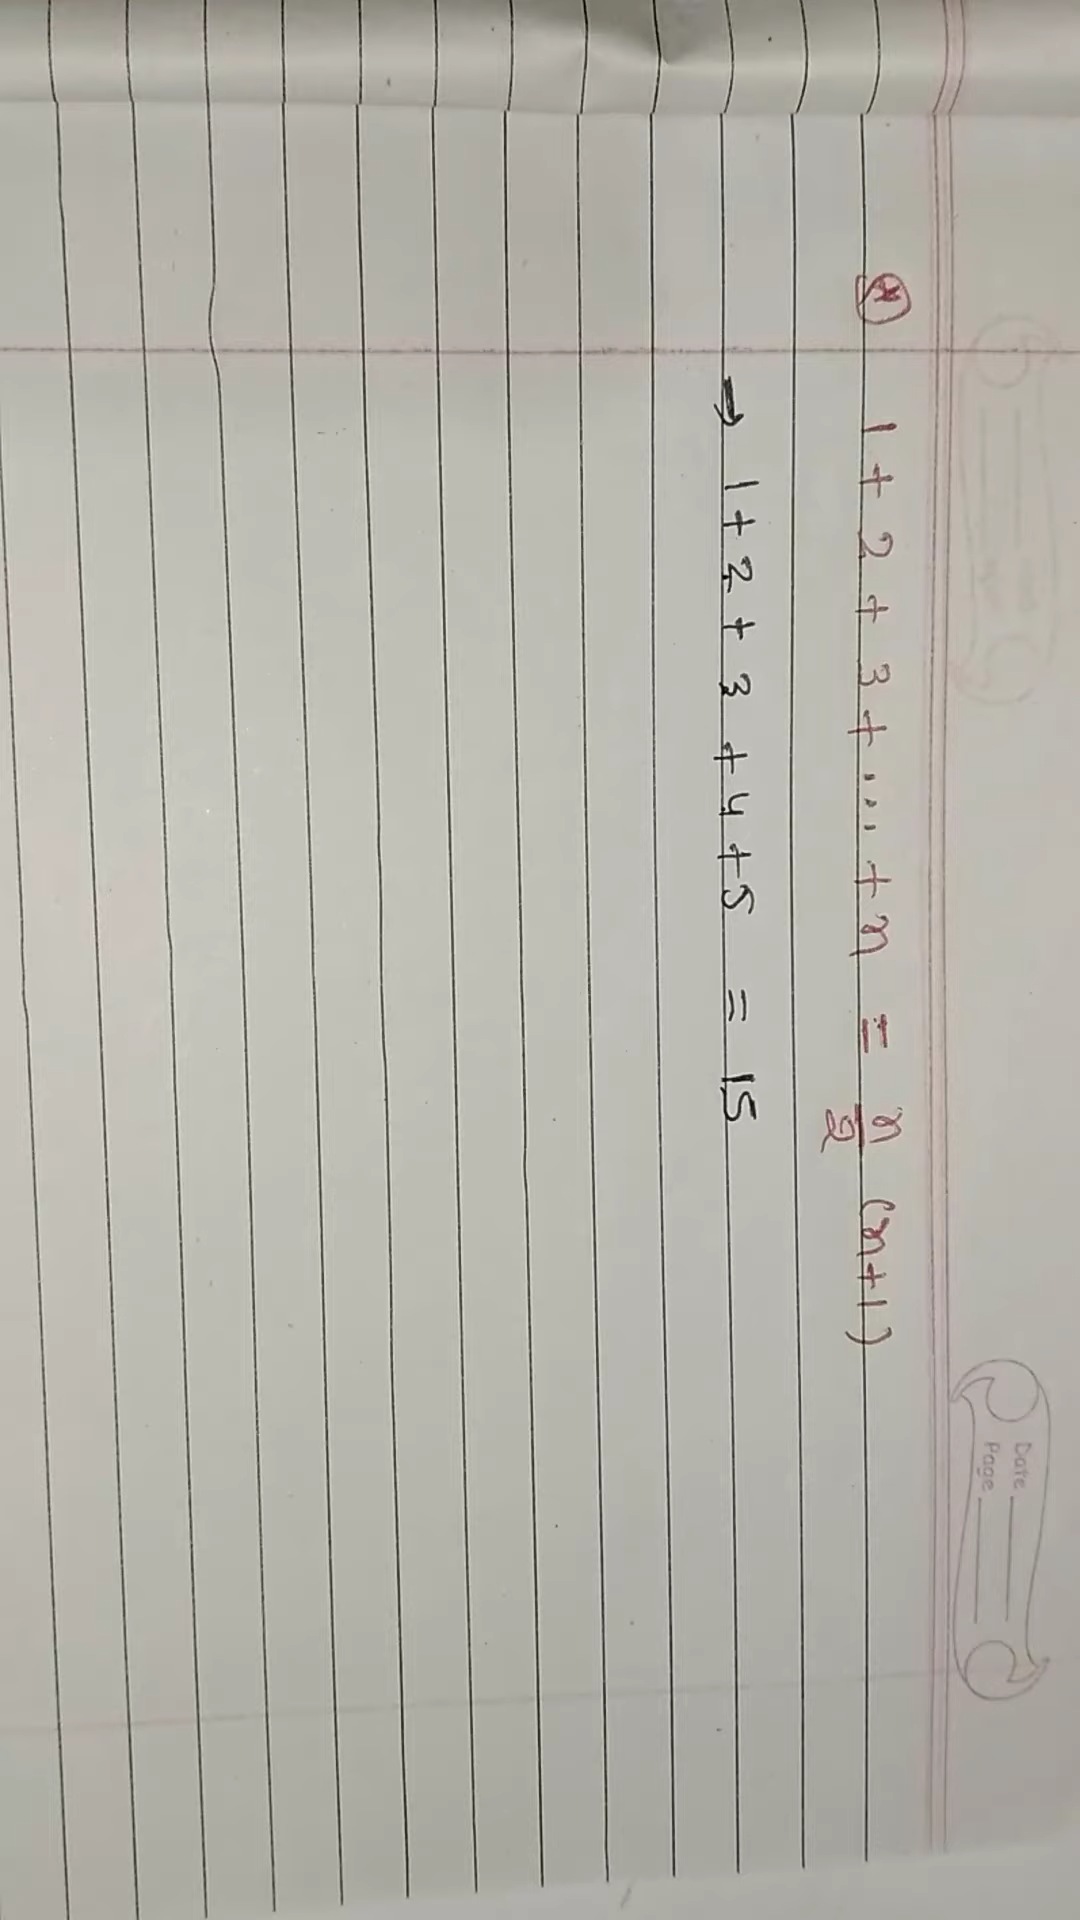 Date
Page
* 1 + 2 + 3 + ... + n = n/2 (n+1)
→ 1 + 2 + 3 + 4 + 5 = 15